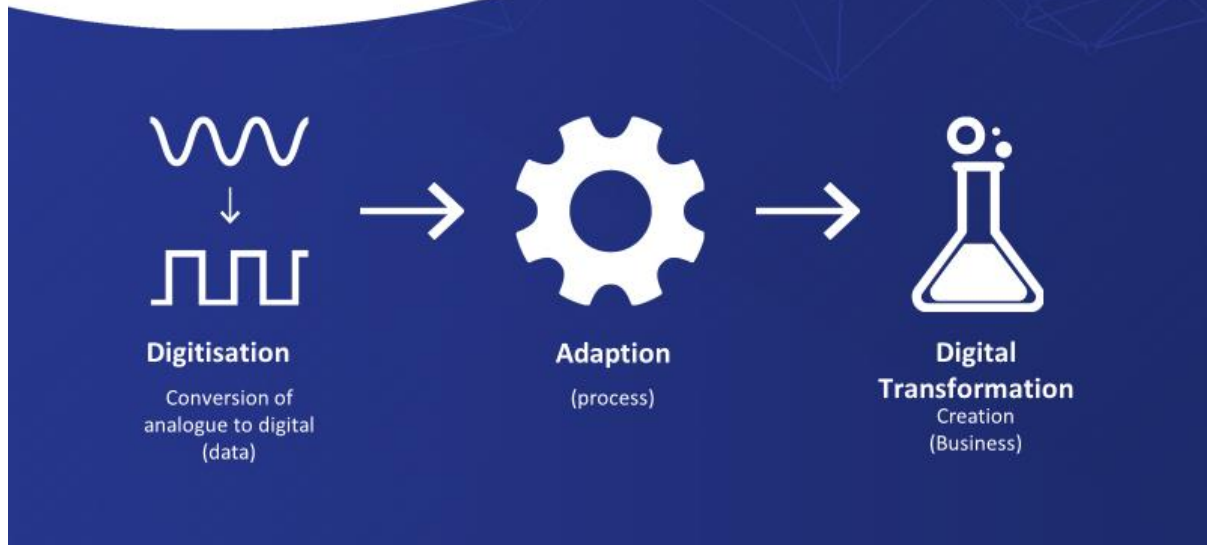 Digitisation
Conversion of
analogue to digital
(data)
Adaption
(process)
Digital
Transformation
Creation
(Business)